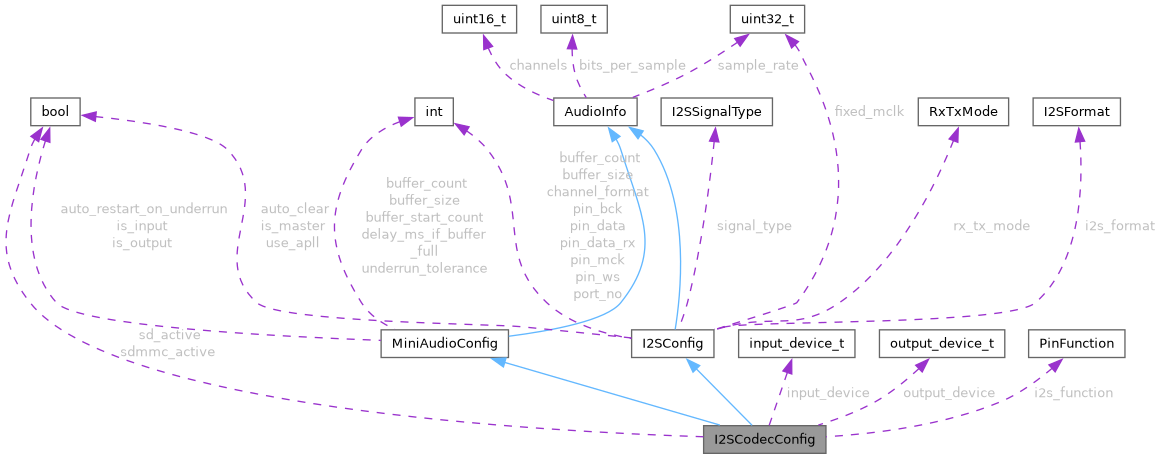 uint16_t
uint8_t
uint32_t
channels
bits_per_sample
sample_rate
bool
int
AudioInfo
I2SSignalType
fixed_mclk
RxTxMode
I2SFormat
auto_restart_on_underrun
is_input
is_output
auto_clear
is_master
use_apll
buffer_count
buffer_size
buffer_start_count
delay_ms_if_buffer
_full
underrun_tolerance
buffer_count
buffer_size
channel_format
pin_bck
pin_data
pin_data_rx
pin_mck
pin_ws
port_no
signal_type
rx_tx_mode
i2s_format
sd_active
sdmmc_active
MiniAudioConfig
I2SConfig
input_device_t
output_device_t
PinFunction
input_device
output_device
i2s_function
I2SCodecConfig